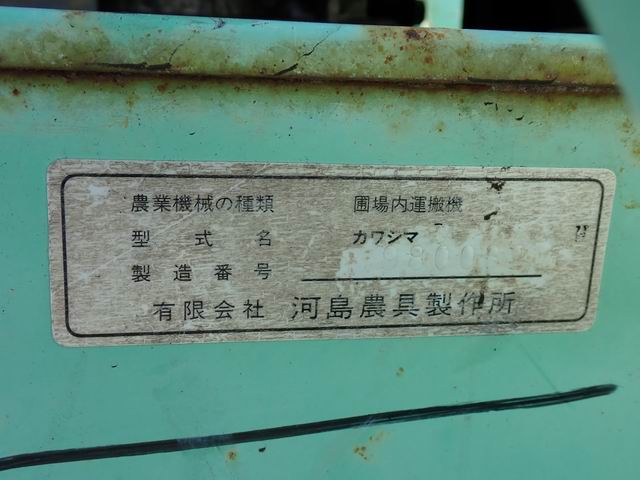 農業機械の種類 圃場内運搬機
型式名 カワシマ
製造番号
有限会社 河島農具製作所